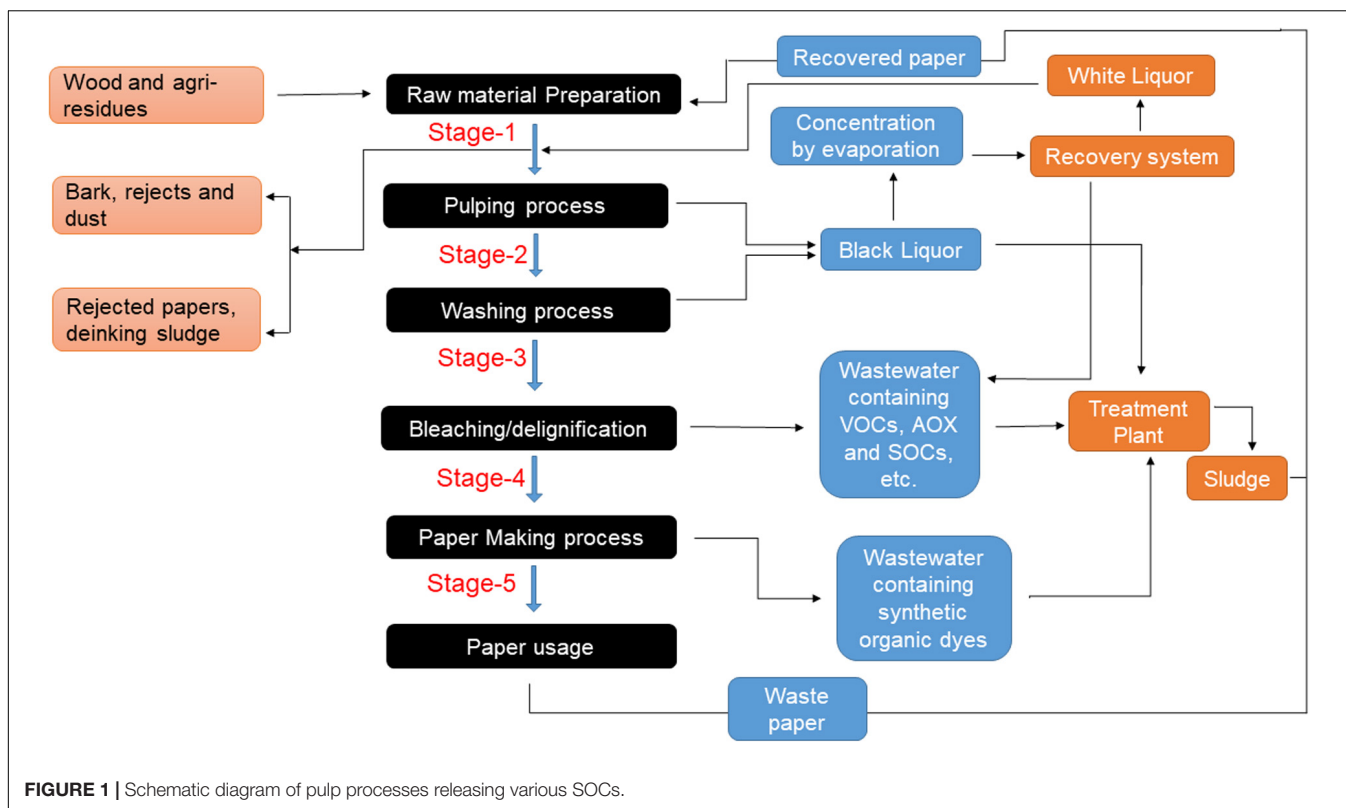 Recovered paper
Wood and agri-
residues
Raw material Preparation
White Liquor
Stage-1
Concentration
by evaporation
Recovery system
Bark, rejects and
dust
Pulping process
Stage-2
Black Liquor
Rejected papers,
deinking sludge
Washing process
Stage-3
Wastewater
containing
VOCs, AOX
and SOCs,
etc.
Bleaching/delignification
Treatment
Plant
Stage-4
Sludge
Paper Making process
Stage-5
Wastewater
containing
synthetic
organic dyes
Paper usage
Waste
paper
FIGURE 1 | Schematic diagram of pulp processes releasing various SOCs.